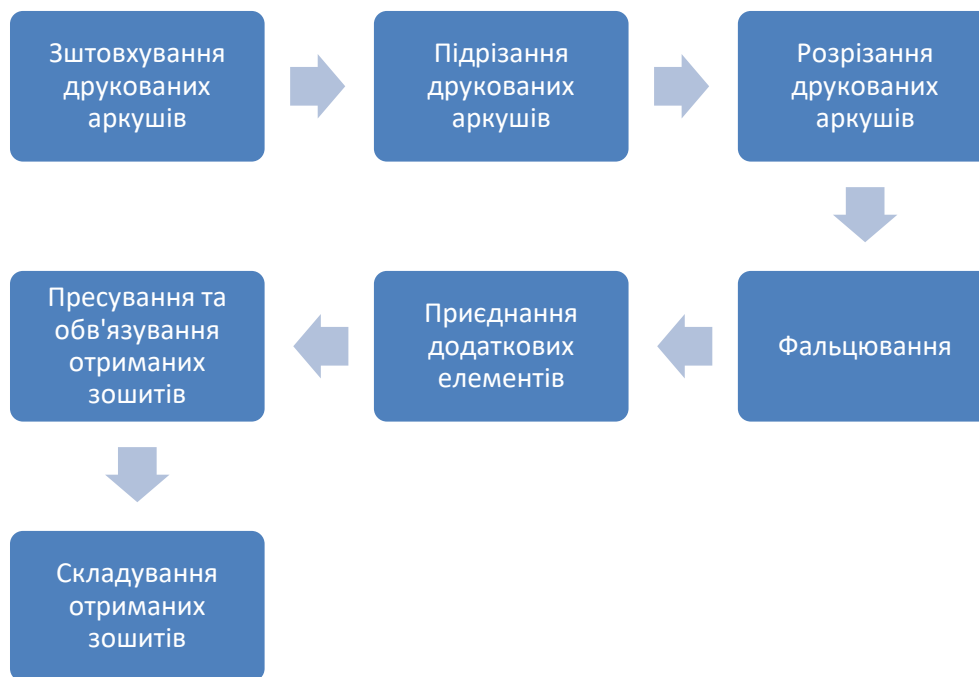 Зштовхування
друкованих
аркушів
Підрізання
друкованих
аркушів
Розрізання
друкованих
аркушів
Фальцювання
Приєднання
додаткових
елементів
Пресування та
обв'язування
отриманих
зошитів
Складування
отриманих
зошитів